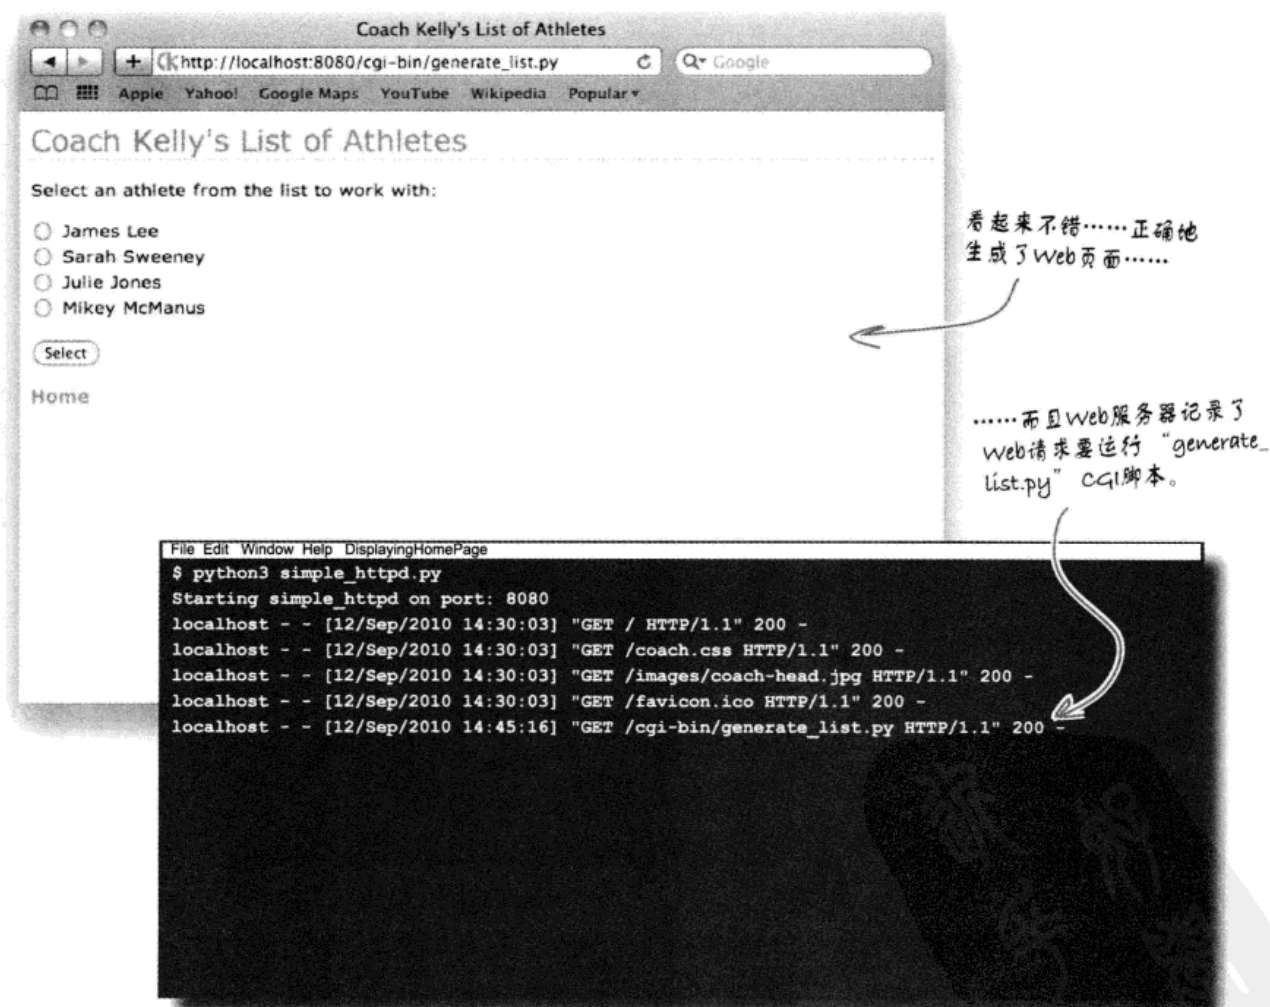 Coach Kelly's List of Athletes
http://localhost:8080/cgi-bin/generate_list.py
Google
Apple Yahoo! Google Maps YouTube Wikipedia Popular
Coach Kelly's List of Athletes
Select an athlete from the list to work with:
James Lee
Sarah Sweeney
Julie Jones
Mikey McManus
Select
Home
看起来不错……正确地
生成了Web页面……
……而且Web服务器记录了
Web请求要运行“generate_
list.py” CGI脚本。
File Edit Window Help DisplayingHomePage
$ python3 simple_httpd.py
Starting simple_httpd on port: 8080
localhost - - [12/Sep/2010 14:30:03] "GET / HTTP/1.1" 200 -
localhost - - [12/Sep/2010 14:30:03] "GET /coach.css HTTP/1.1" 200 -
localhost - - [12/Sep/2010 14:30:03] "GET /images/coach-head.jpg HTTP/1.1" 200 -
localhost - - [12/Sep/2010 14:30:03] "GET /favicon.ico HTTP/1.1" 200 -
localhost - - [12/Sep/2010 14:45:16] "GET /cgi-bin/generate_list.py HTTP/1.1" 200 -